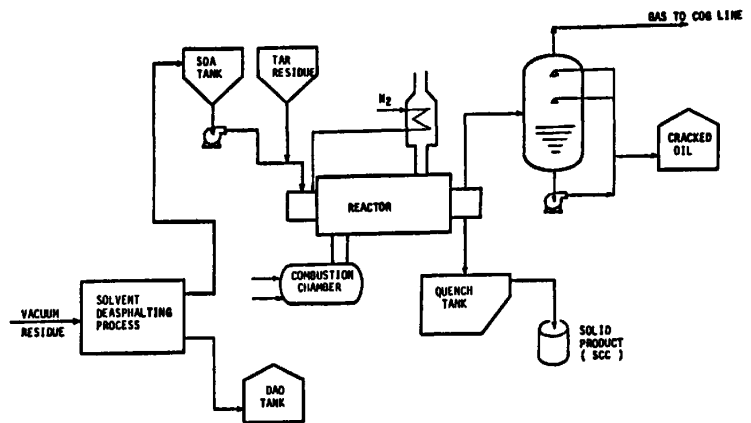 GAS TO COG LINE
SDA
TANK
TAR
RESIDUE
N2
CRACKED
OIL
REACTOR
COMBUSTION
CHAMBER
QUENCH
TANK
SOLVENT
DEASPHALTING
PROCESS
VACUUM
RESIDUE
SOLID
PRODUCT
( SCC )
DAO
TANK